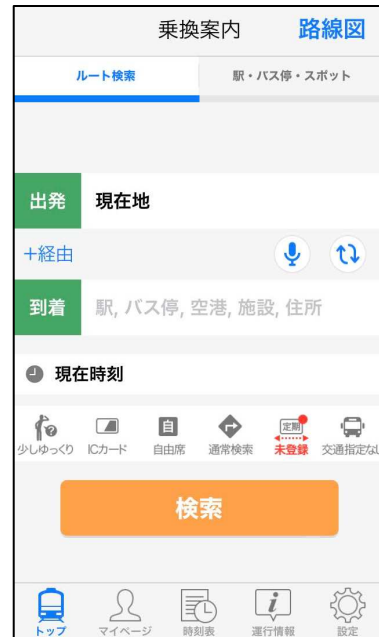 乗換案内 路線図
ルート検索 駅・バス停・スポット
出発 現在地
+経由
到着 駅, バス停, 空港, 施設, 住所
現在時刻
定期
少しゆっくり ICカード 自由席 通常検索 未登録 交通指定なし
検索
トップ マイページ 時刻表 運行情報 設定